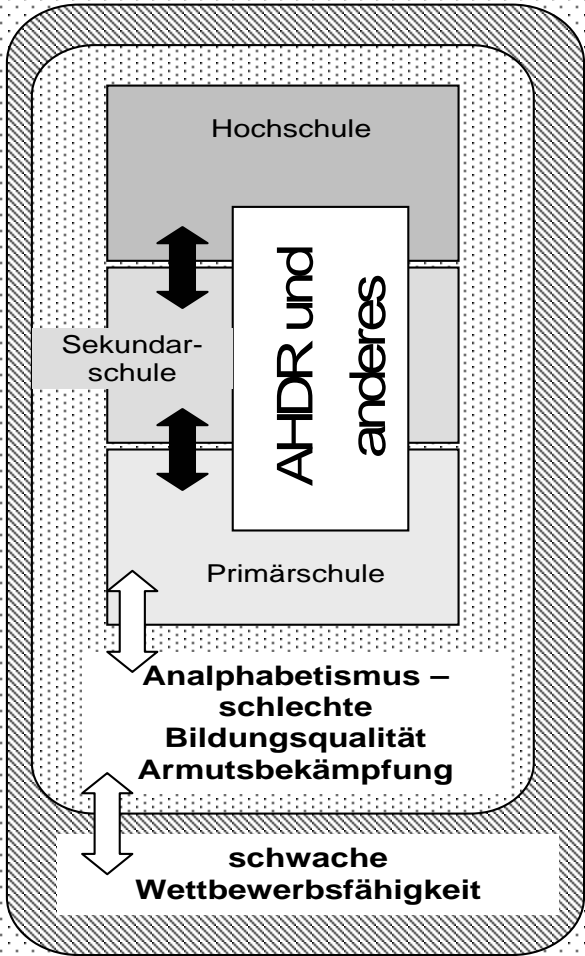 Hochschule
AHDR und
anderes
Sekundar-
schule
Primärschule
Analphabetismus –
schlechte
Bildungsqualität
Armutsbekämpfung
schwache
Wettbewerbsfähigkeit